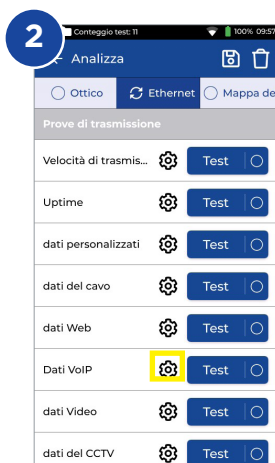 2
Conteggio test: 11 100% 09:57
Analizza
Ottico Ethernet Mappa de
Prove di trasmissione
Velocità di trasmis... Test
Uptime Test
dati personalizzati Test
dati del cavo Test
dati Web Test
Dati VoIP Test
dati Video Test
dati del CCTV Test